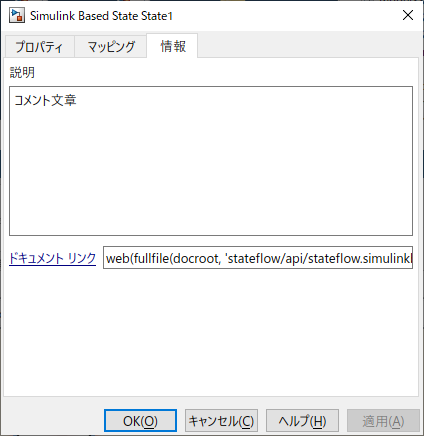 Simulink Based State State1
プロパティ マッピング 情報
説明
コメント文章
ドキュメント リンク web(fullfile(docroot, 'stateflow/api/stateflow.simulink
OK(O) キャンセル(C) ヘルプ(H) 適用(A)